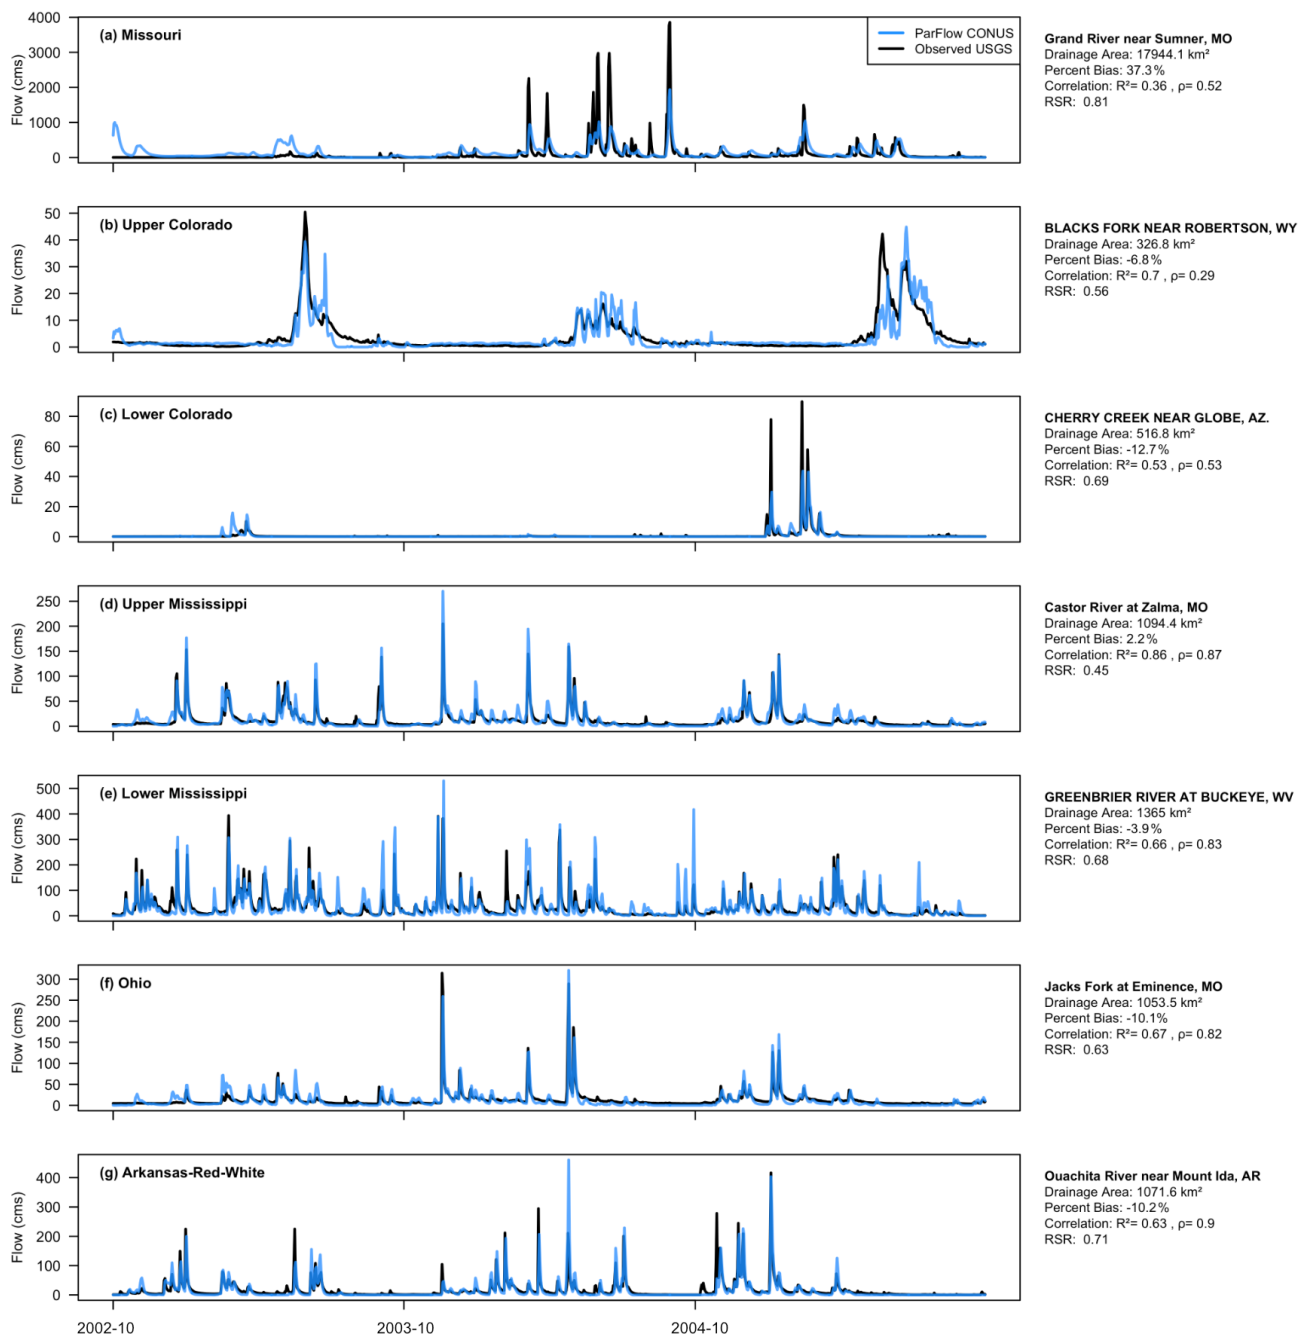 4000
3000
2000
1000
0
Flow (cms)
(a) Missouri
ParFlow CONUS
Observed USGS
Grand River near Sumner, MO
Drainage Area: 17944.1 km²
Percent Bias: 37.3%
Correlation: R²= 0.36 , ρ= 0.52
RSR: 0.81
50
40
30
20
10
0
Flow (cms)
(b) Upper Colorado
BLACKS FORK NEAR ROBERTSON, WY
Drainage Area: 326.8 km²
Percent Bias: -6.8%
Correlation: R²= 0.7 , ρ= 0.29
RSR: 0.56
80
60
40
20
0
Flow (cms)
(c) Lower Colorado
CHERRY CREEK NEAR GLOBE, AZ.
Drainage Area: 516.8 km²
Percent Bias: -12.7%
Correlation: R²= 0.53 , ρ= 0.53
RSR: 0.69
250
200
150
100
50
0
Flow (cms)
(d) Upper Mississippi
Castor River at Zalma, MO
Drainage Area: 1094.4 km²
Percent Bias: 2.2%
Correlation: R²= 0.86 , ρ= 0.87
RSR: 0.45
500
400
300
200
100
0
Flow (cms)
(e) Lower Mississippi
GREENBRIER RIVER AT BUCKEYE, WV
Drainage Area: 1365 km²
Percent Bias: -3.9%
Correlation: R²= 0.66 , ρ= 0.83
RSR: 0.68
300
250
200
150
100
50
0
Flow (cms)
(f) Ohio
Jacks Fork at Eminence, MO
Drainage Area: 1053.5 km²
Percent Bias: -10.1%
Correlation: R²= 0.67 , ρ= 0.82
RSR: 0.63
400
300
200
100
0
Flow (cms)
(g) Arkansas-Red-White
Ouachita River near Mount Ida, AR
Drainage Area: 1071.6 km²
Percent Bias: -10.2%
Correlation: R²= 0.63 , ρ= 0.9
RSR: 0.71
2002-10
2003-10
2004-10